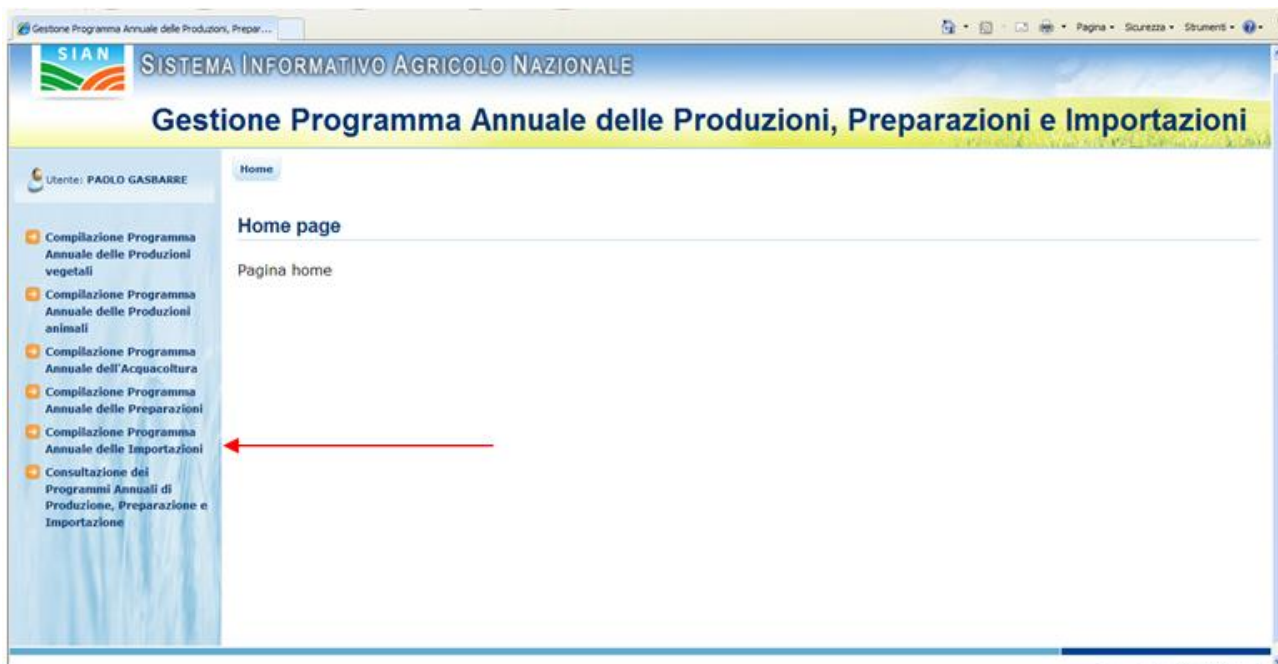 Gestione Programma Annuale delle Produzioni, Prepar...
Pagina
Sicurezza
Strumenti
SIAN
SISTEMA INFORMATIVO AGRICOLO NAZIONALE
Gestione Programma Annuale delle Produzioni, Preparazioni e Importazioni
Utente: PAOLO GASBARRE
Home
Home page
Pagina home
Compilazione Programma
Annuale delle Produzioni
vegetali
Compilazione Programma
Annuale delle Produzioni
animali
Compilazione Programma
Annuale dell'Acquacoltura
Compilazione Programma
Annuale delle Preparazioni
Compilazione Programma
Annuale delle Importazioni
Consultazione dei
Programmi Annuali di
Produzione, Preparazione e
Importazione